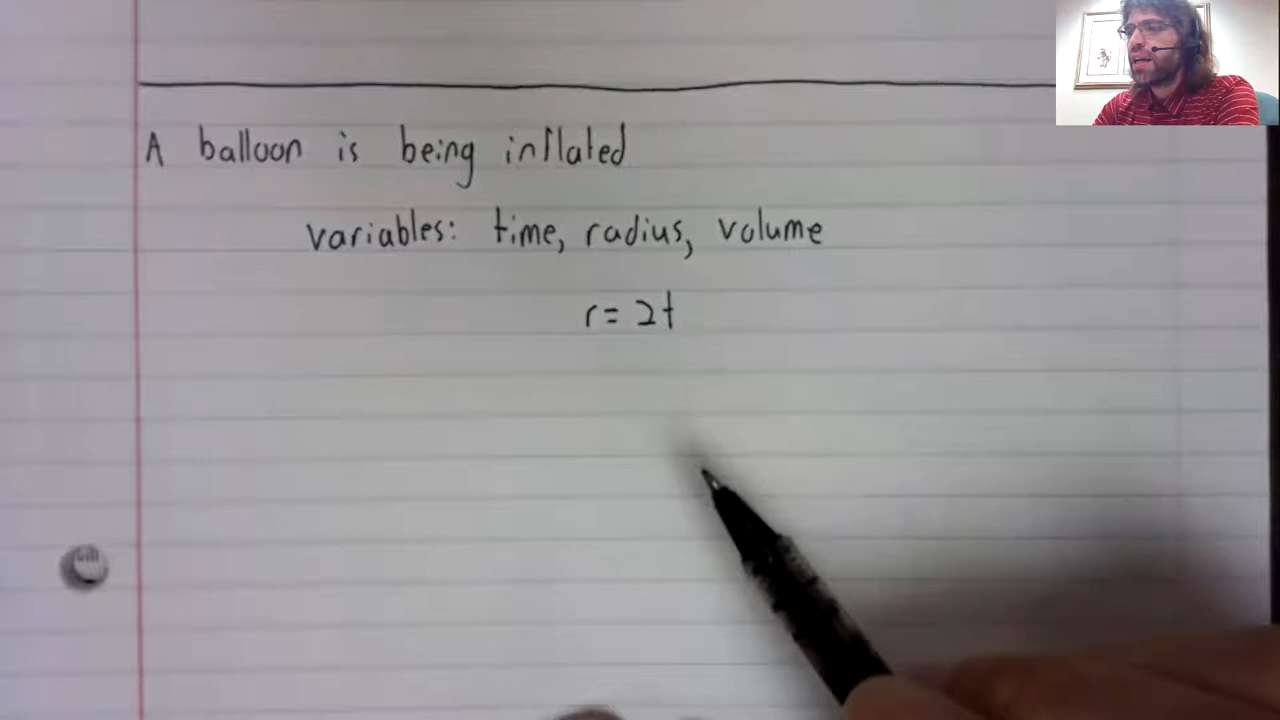 A balloon is being inflated
variables: time, radius, volume
r = 2t